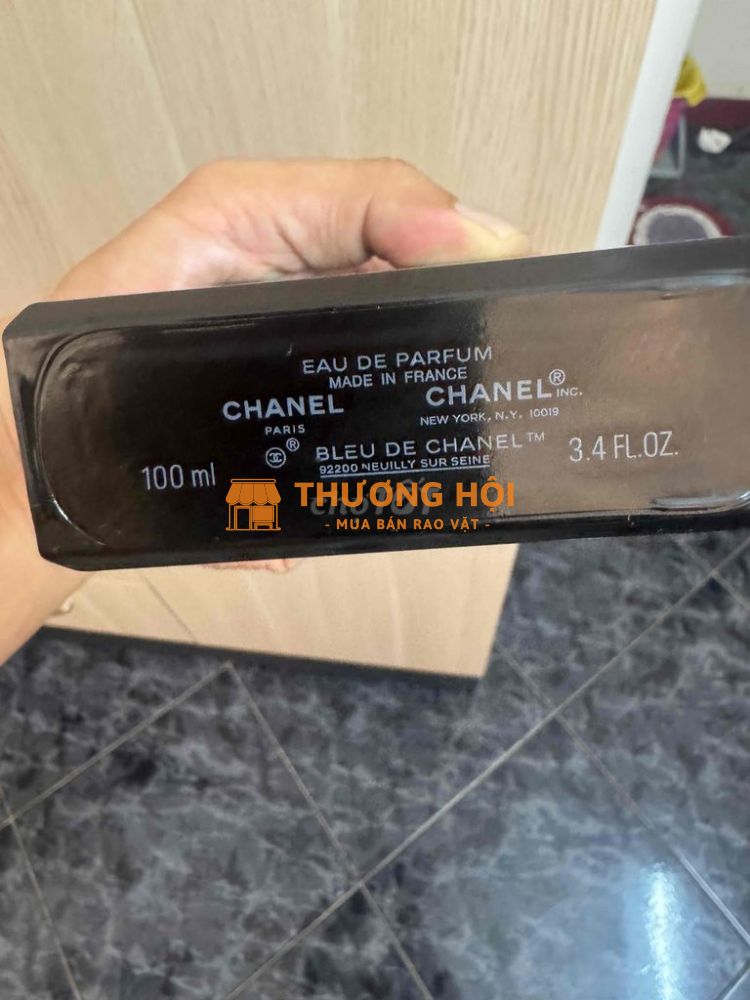 EAU DE PARFUM
MADE IN FRANCE
CHANEL CHANEL® INC.
PARIS NEW YORK, N.Y. 10019
® BLEU DE CHANEL™
100 ml 92200 NEUILLY SUR SEINE 3.4 FL.OZ.
THƯƠNG HỘI
- MUA BÁN RAO VẶT -